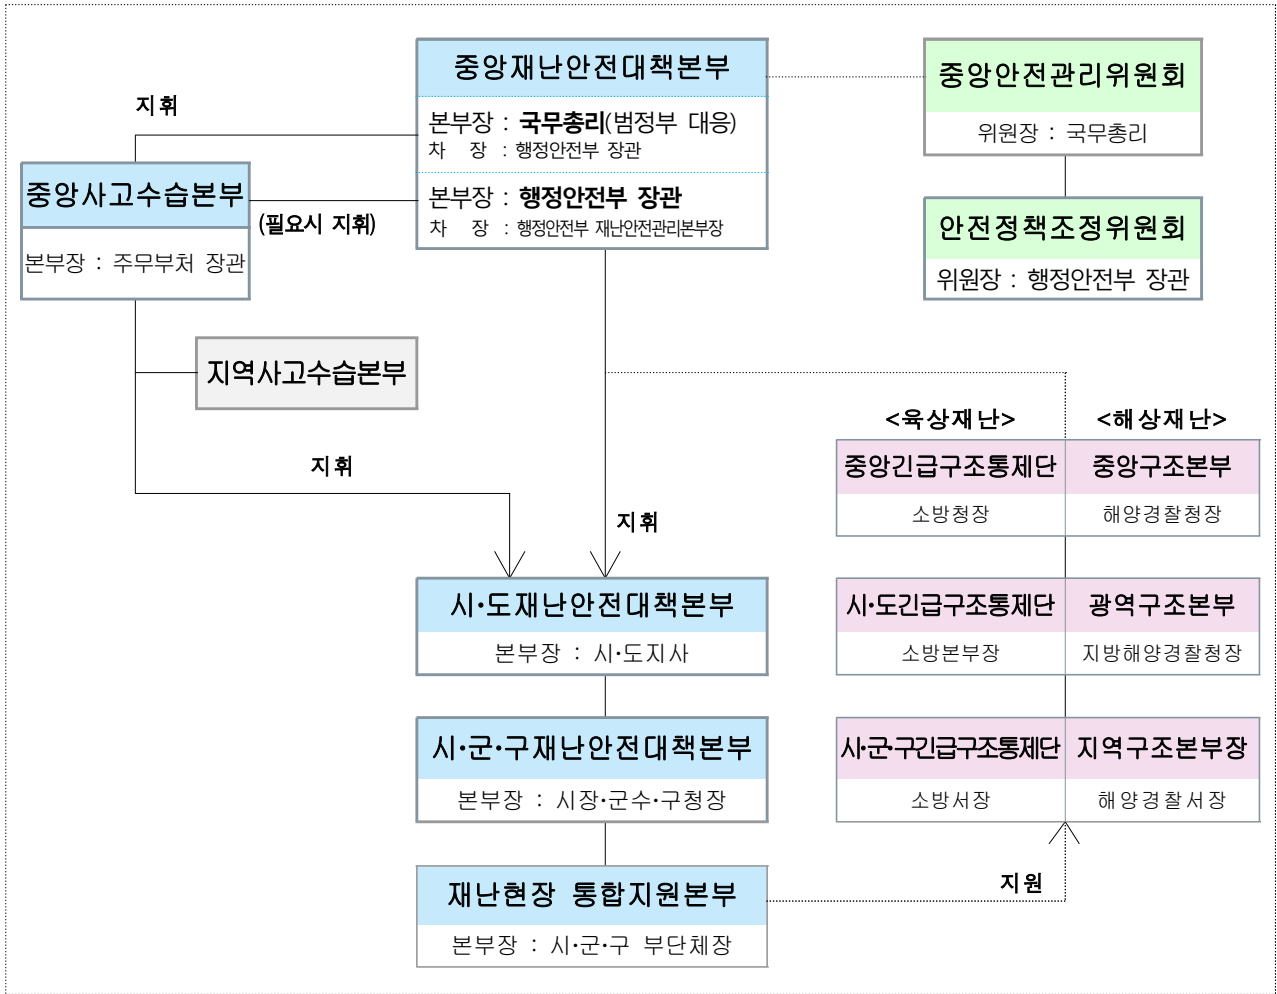 중앙재난안전대책본부
본부장 : 국무총리(범정부 대응)
차 장 : 행정안전부 장관
본부장 : 행정안전부 장관
차 장 : 행정안전부 재난안전관리본부장
중앙안전관리위원회
위원장 : 국무총리
안전정책조정위원회
위원장 : 행정안전부 장관
지휘
(필요시 지휘)
중앙사고수습본부
본부장 : 주무부처 장관
지역사고수습본부
지휘
지휘
<육상재난>
<해상재난>
중앙긴급구조통제단
소방청장
중앙구조본부
해양경찰청장
시·도재난안전대책본부
본부장 : 시·도지사
시·도긴급구조통제단
소방본부장
광역구조본부
지방해양경찰청장
시·군·구재난안전대책본부
본부장 : 시장·군수·구청장
시·군·구긴급구조통제단
소방서장
지역구조본부장
해양경찰서장
재난현장 통합지원본부
본부장 : 시·군·구 부단체장
지원